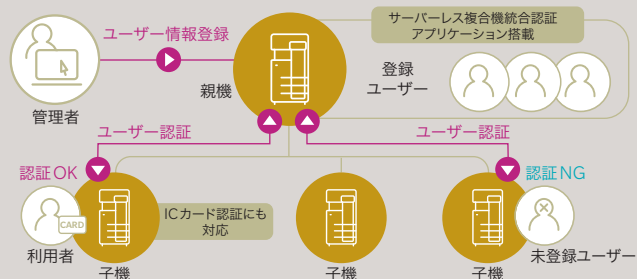 サーバーレス複合機統合認証
アプリケーション搭載
ユーザー情報登録
親機
登録
ユーザー
管理者
ユーザー認証
ユーザー認証
認証OK
認証NG
CARD
ICカード認証にも
対応
利用者
子機
子機
子機
未登録ユーザー